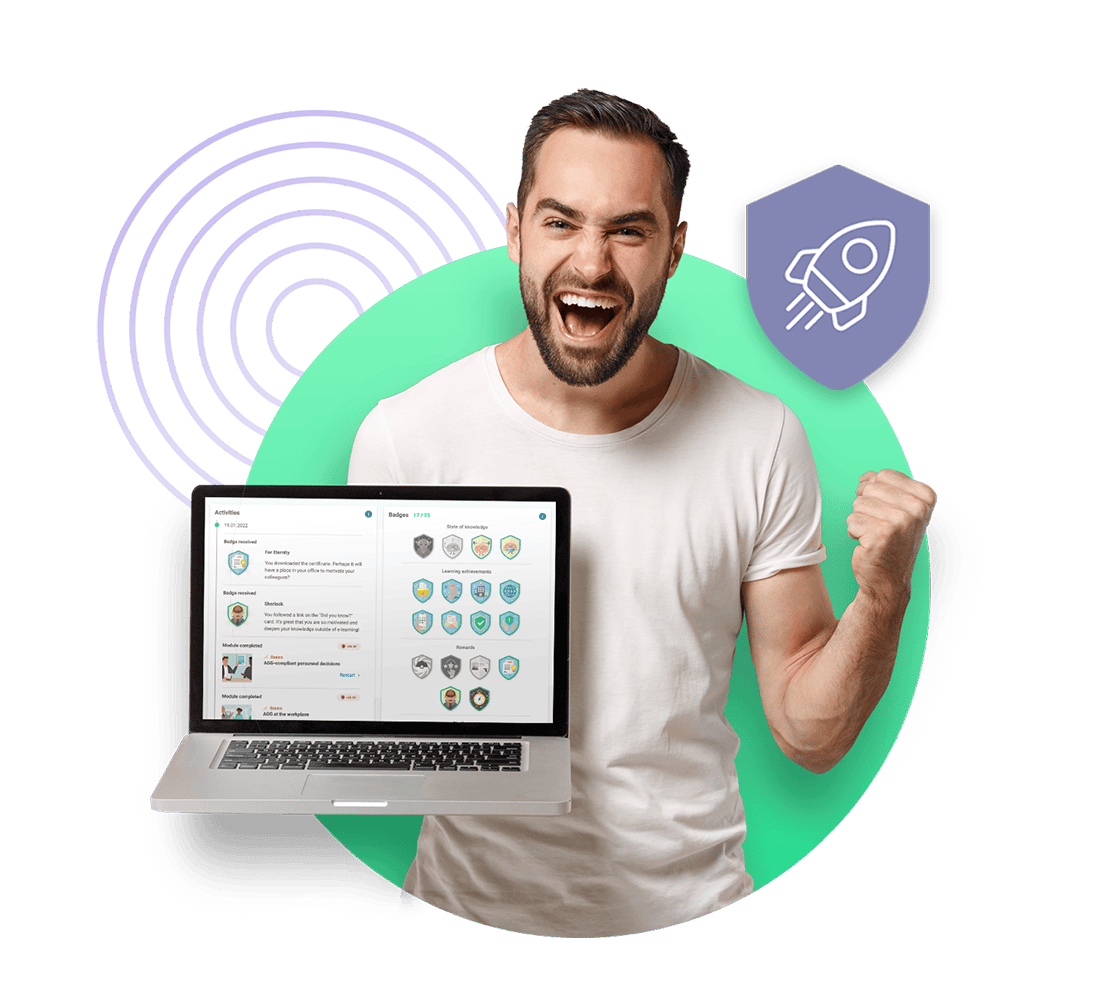 Activities
19.01.2022
Badge received
For Eternity
You downloaded the certificate. Perhaps it will
have a place in your office to motivate your
colleagues?
Badge received
Sherlock
You followed a link on the "Did you know?"
card. It's great that you are so motivated and
deepen your knowledge outside of e-learning!
Module completed
AGG-compliant personnel decisions
Restart
Module completed
AGG at the workplace
Badges 17/35
State of knowledge
Learning achievements
Rewards